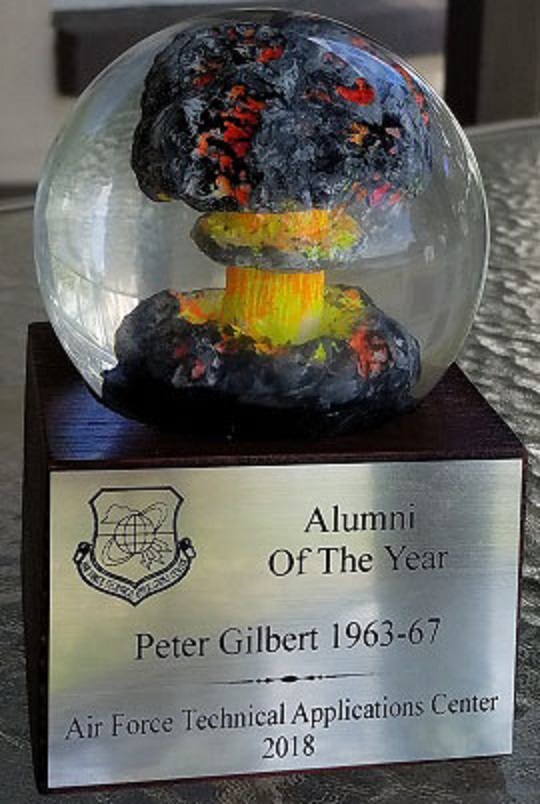 Alumni
Of The Year
Peter Gilbert 1963-67
Air Force Technical Applications Center
2018